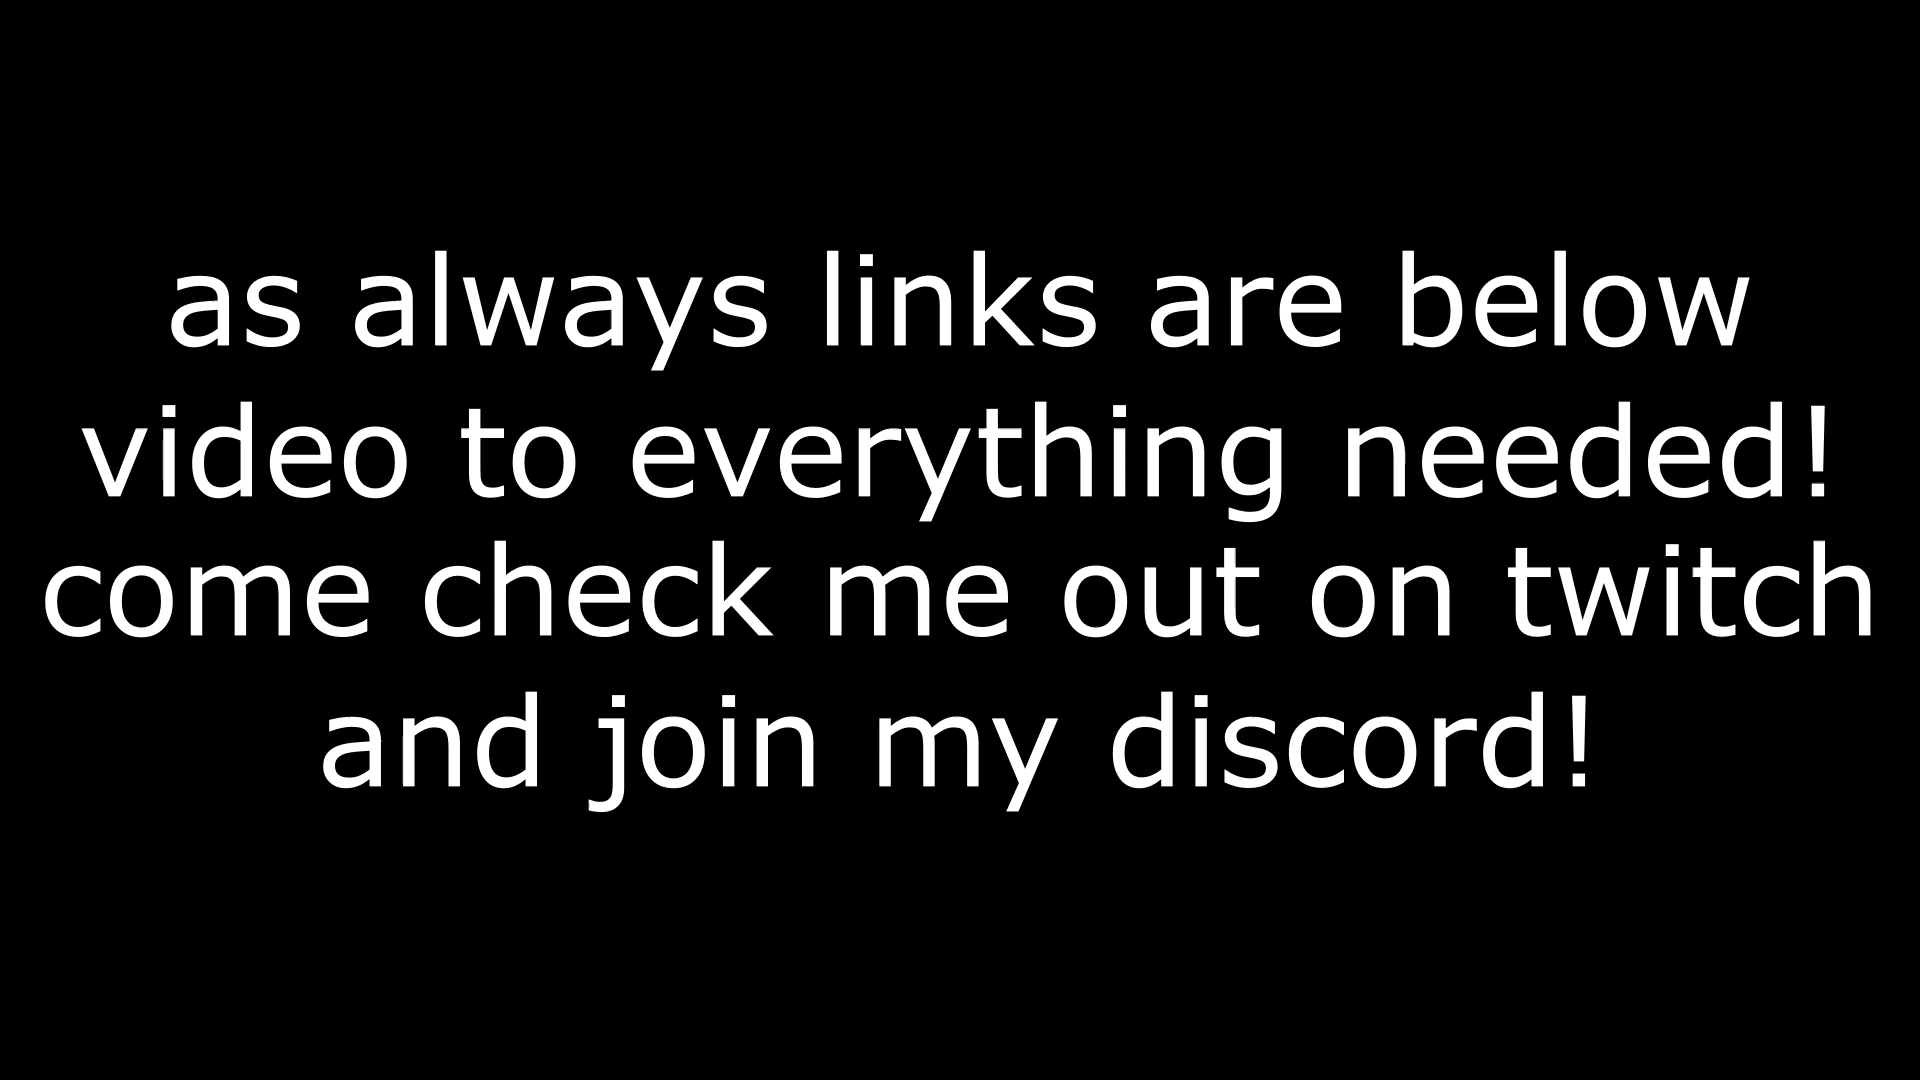 as always links are below
video to everything needed!
come check me out on twitch
and join my discord!